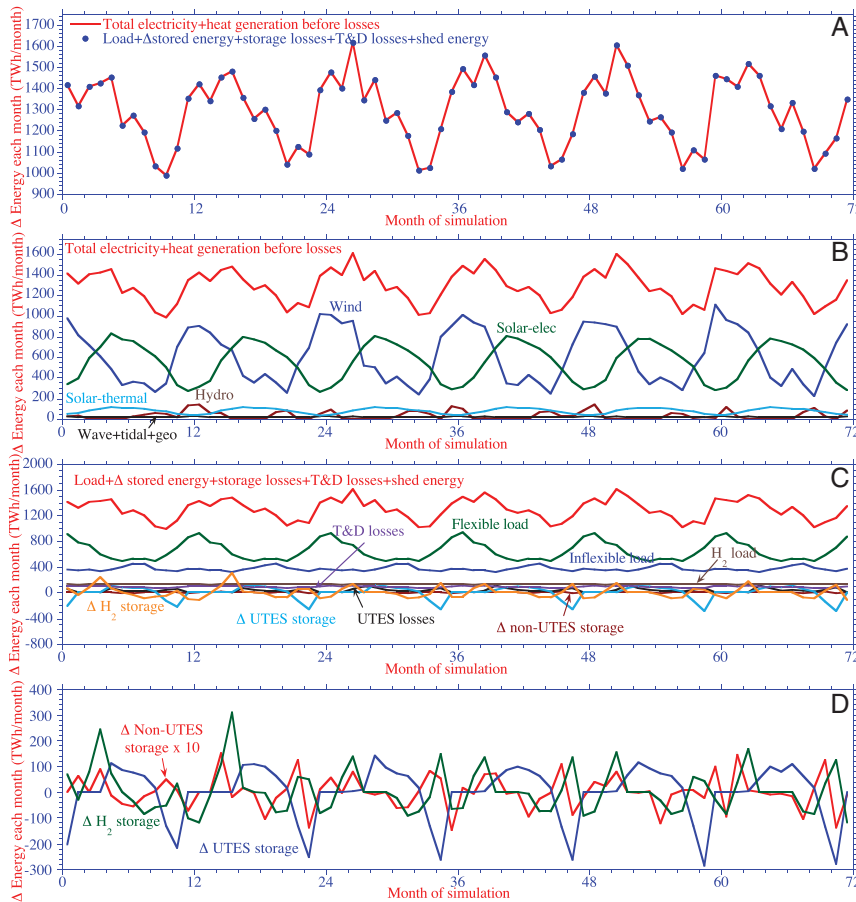 A
Total electricity+heat generation before losses
Load+Δstored energy+storage losses+T&D losses+shed energy
Δ Energy each month (TWh/month)
1700
1600
1500
1400
1300
1200
1100
1000
900
0 12 24 36 48 60 72
Month of simulation
B
Total electricity+heat generation before losses
Wind
Solar-elec
Solar-thermal
Hydro
Wave+tidal+geo
Δ Energy each month (TWh/month)
1600
1400
1200
1000
800
600
400
200
0
0 12 24 36 48 60 72
Month of simulation
C
Load+Δ stored energy+storage losses+T&D losses+shed energy
T&D losses
Flexible load
Inflexible load
H2 load
Δ H2 storage
Δ UTES storage
UTES losses
Δ non-UTES storage
Δ Energy each month (TWh/month)
2000
1600
1200
800
400
0
-400
-800
0 12 24 36 48 60 72
Month of simulation
D
Δ Non-UTES
storage x 10
Δ H2 storage
Δ UTES storage
Δ Energy each month (TWh/month)
400
300
200
100
0
-100
-200
-300
0 12 24 36 48 60 72
Month of simulation